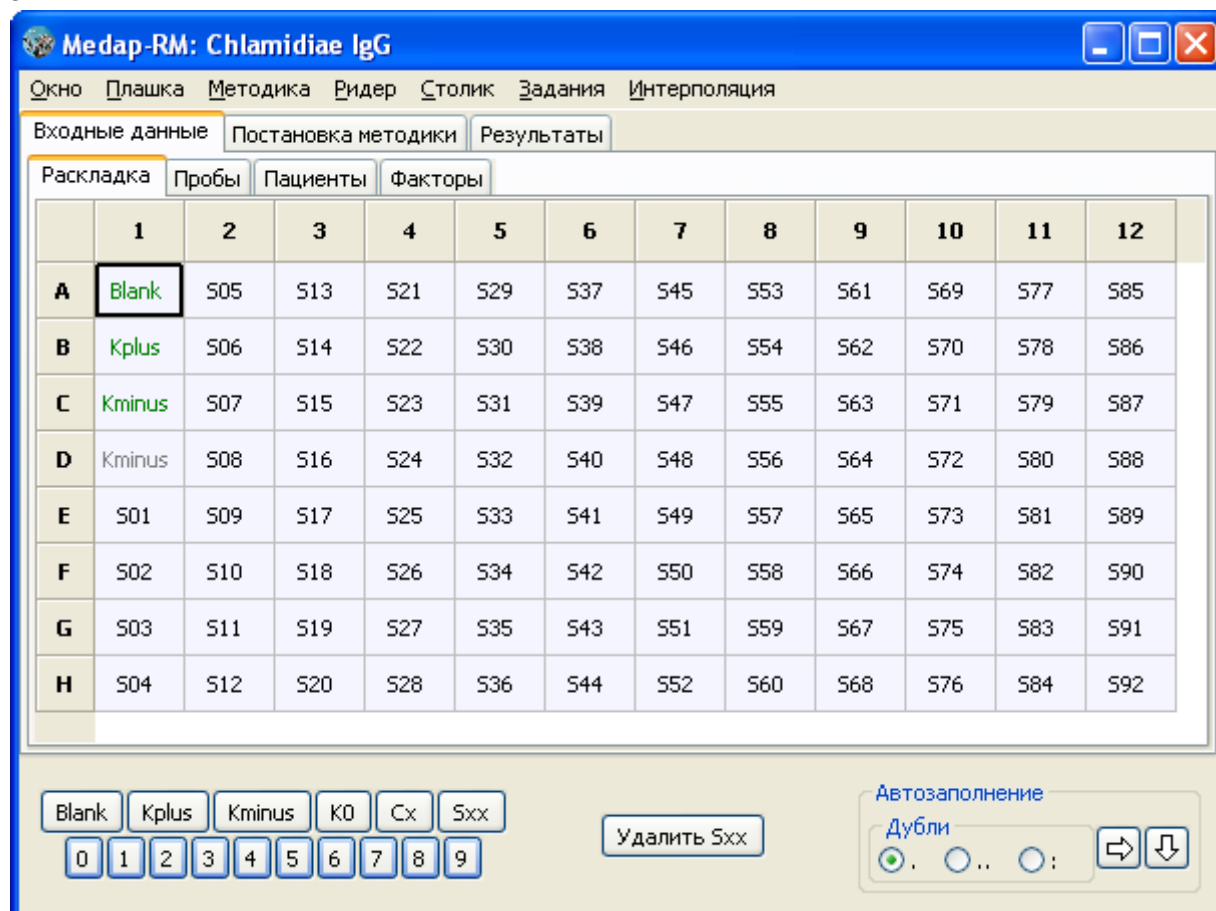 Medap-RM: Chlamidiae IgG
Окно Плашка Методика Ридер Столик Задания Интерполяция
Входные данные Постановка методики Результаты
Раскладка Пробы Пациенты Факторы
1 2 3 4 5 6 7 8 9 10 11 12
A Blank S05 S13 S21 S29 S37 S45 S53 S61 S69 S77 S85
B Kplus S06 S14 S22 S30 S38 S46 S54 S62 S70 S78 S86
C Kminus S07 S15 S23 S31 S39 S47 S55 S63 S71 S79 S87
D Kminus S08 S16 S24 S32 S40 S48 S56 S64 S72 S80 S88
E S01 S09 S17 S25 S33 S41 S49 S57 S65 S73 S81 S89
F S02 S10 S18 S26 S34 S42 S50 S58 S66 S74 S82 S90
G S03 S11 S19 S27 S35 S43 S51 S59 S67 S75 S83 S91
H S04 S12 S20 S28 S36 S44 S52 S60 S68 S76 S84 S92
Blank Kplus Kminus K0 Cx Sxx
0 1 2 3 4 5 6 7 8 9
Удалить Sxx
Автозаполнение
Дубли
. .. :